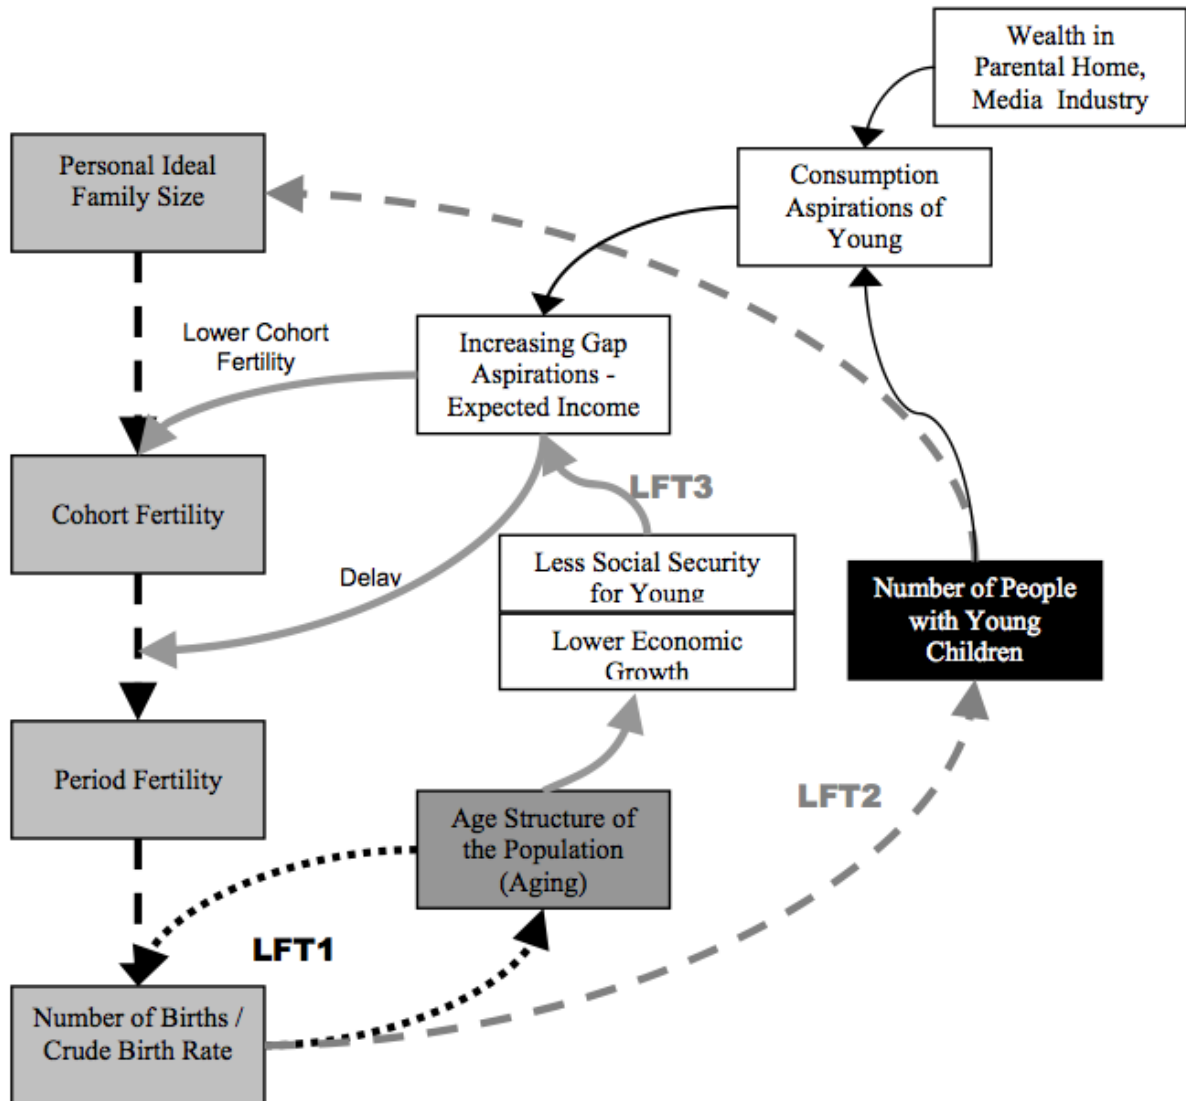 Wealth in
Parental Home,
Media Industry
Personal Ideal
Family Size
Consumption
Aspirations of
Young
Lower Cohort
Fertility
Increasing Gap
Aspirations -
Expected Income
LFT3
Cohort Fertility
Delay
Less Social Security
for Young
Lower Economic
Growth
Number of People
with Young
Children
Period Fertility
LFT2
Age Structure of
the Population
(Aging)
LFT1
Number of Births /
Crude Birth Rate